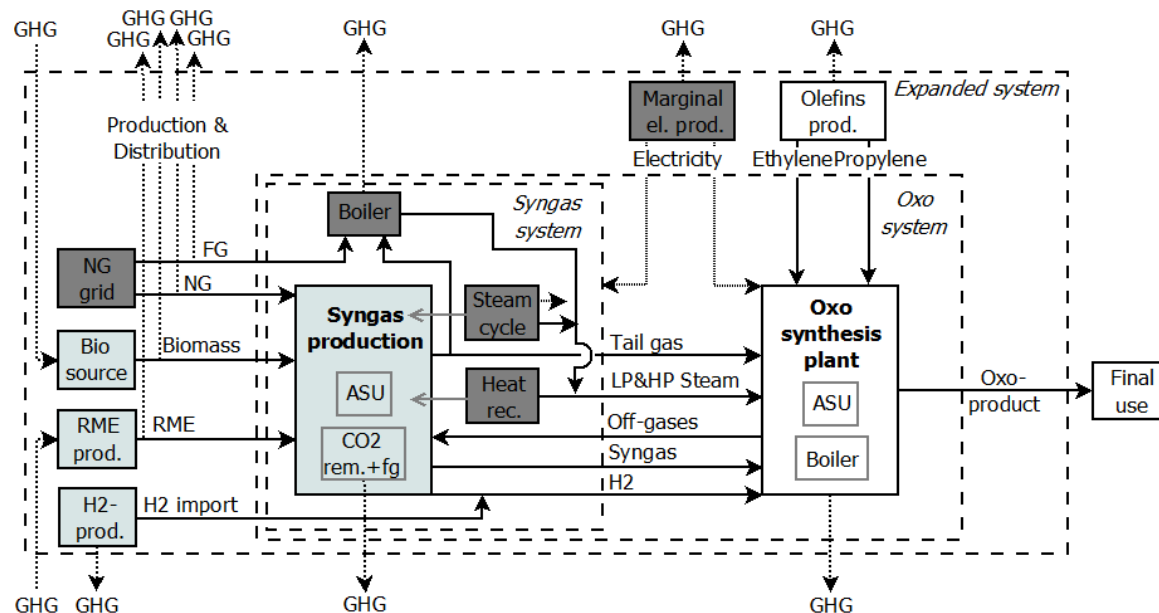 GHG
GHG
GHG
GHG
GHG
GHG
GHG
GHG
Expanded system
Marginal
el. prod.
Olefins
prod.
Production &
Distribution
Electricity
Ethylene
Propylene
Boiler
Syngas
system
Oxo
system
NG
grid
FG
NG
Syngas
production
Steam
cycle
Oxo
synthesis
plant
Bio
source
Biomass
Tail gas
ASU
Heat
rec.
LP&HP Steam
ASU
Oxo-
product
Final
use
RME
prod.
RME
CO2
rem.+fg
Off-gases
Boiler
Syngas
H2-
prod.
H2 import
H2
GHG
GHG
GHG
GHG